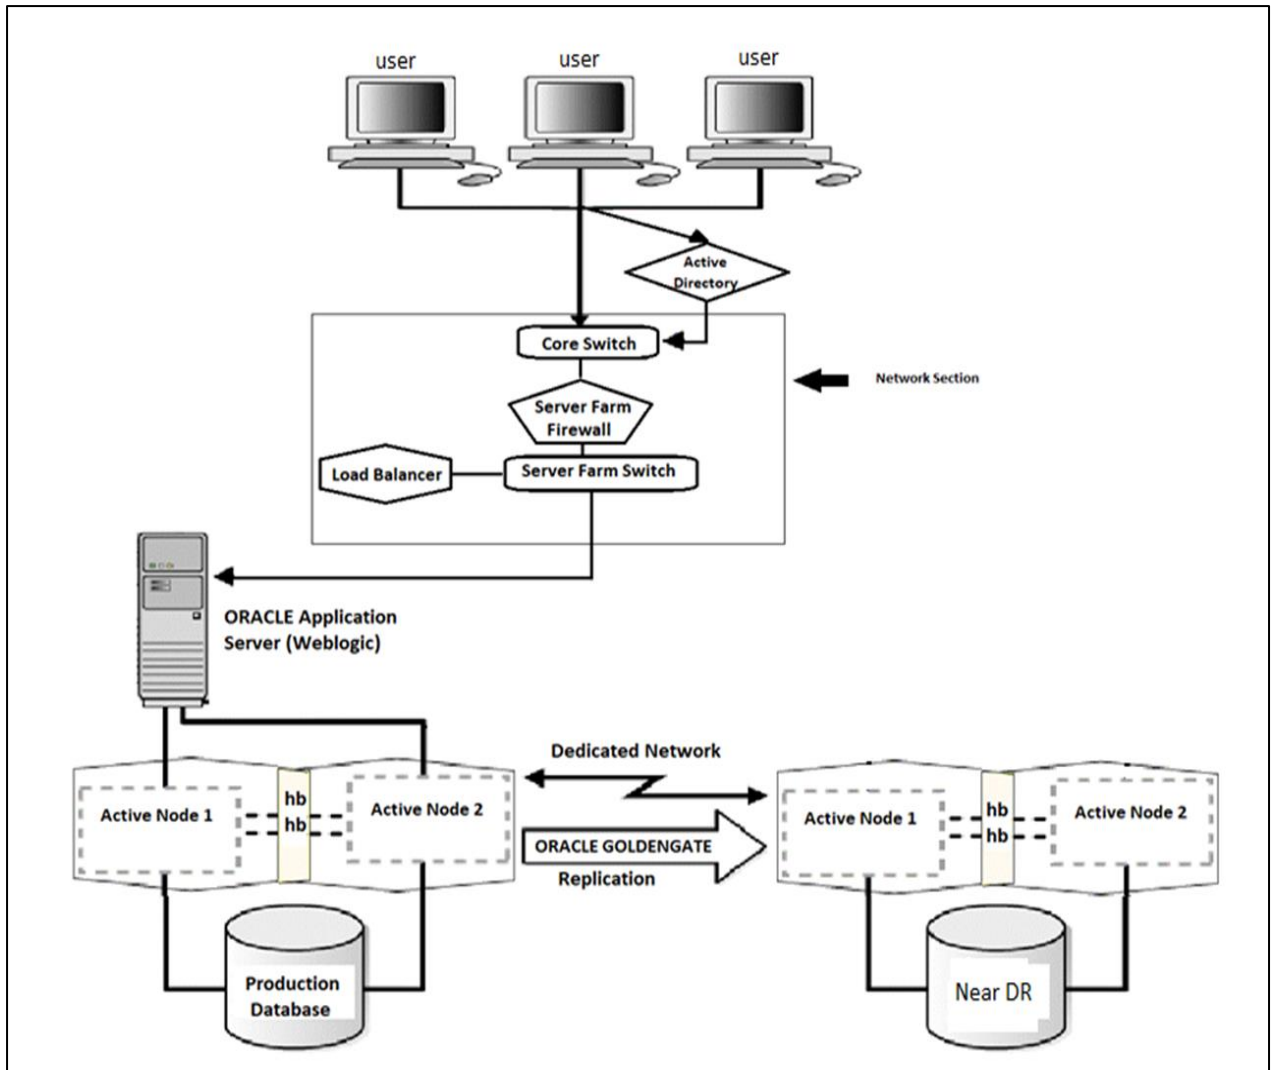 user
user
user
Active
Directory
Core Switch
Network Section
Server Farm
Firewall
Load Balancer
Server Farm Switch
ORACLE Application
Server (Weblogic)
Dedicated Network
Active Node 1
hb
hb
Active Node 2
ORACLE GOLDENGATE
Replication
Active Node 1
hb
hb
Active Node 2
Production
Database
Near DR